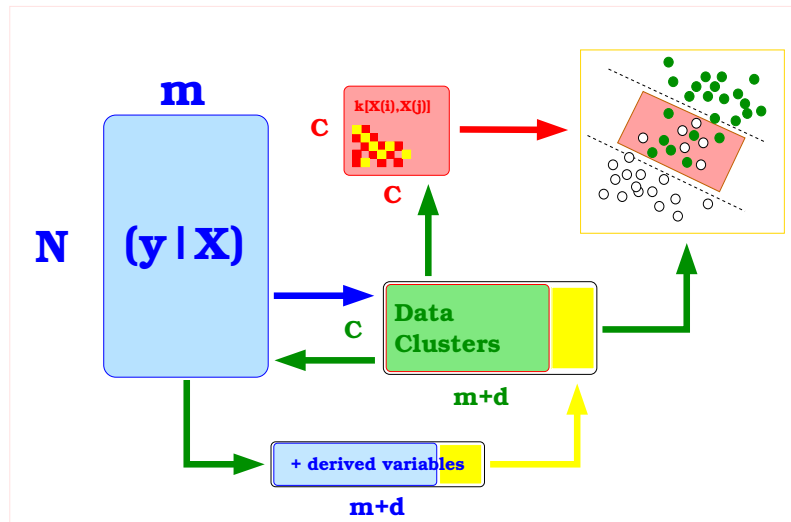 m
k[X(i),X(j)]
C
C
N
(y|X)
Data
Clusters
C
m+d
+ derived variables
m+d